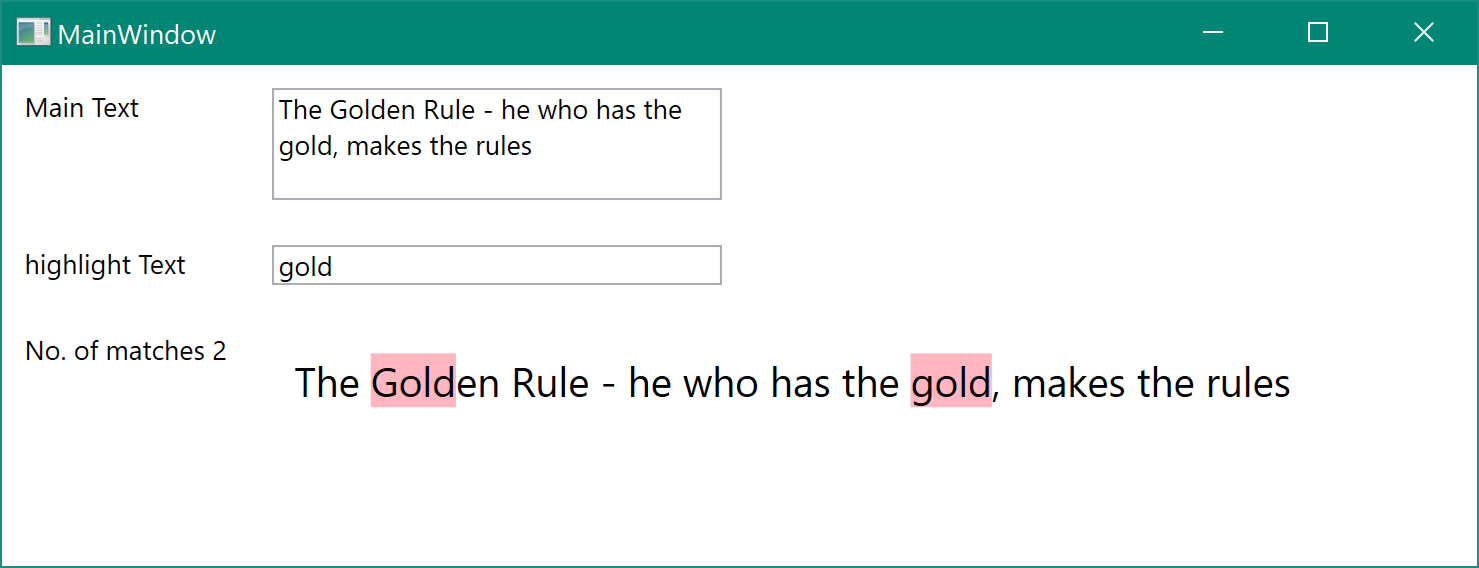 MainWindow
Main Text
The Golden Rule - he who has the
gold, makes the rules
highlight Text
gold
No. of matches 2
The Golden Rule - he who has the gold, makes the rules